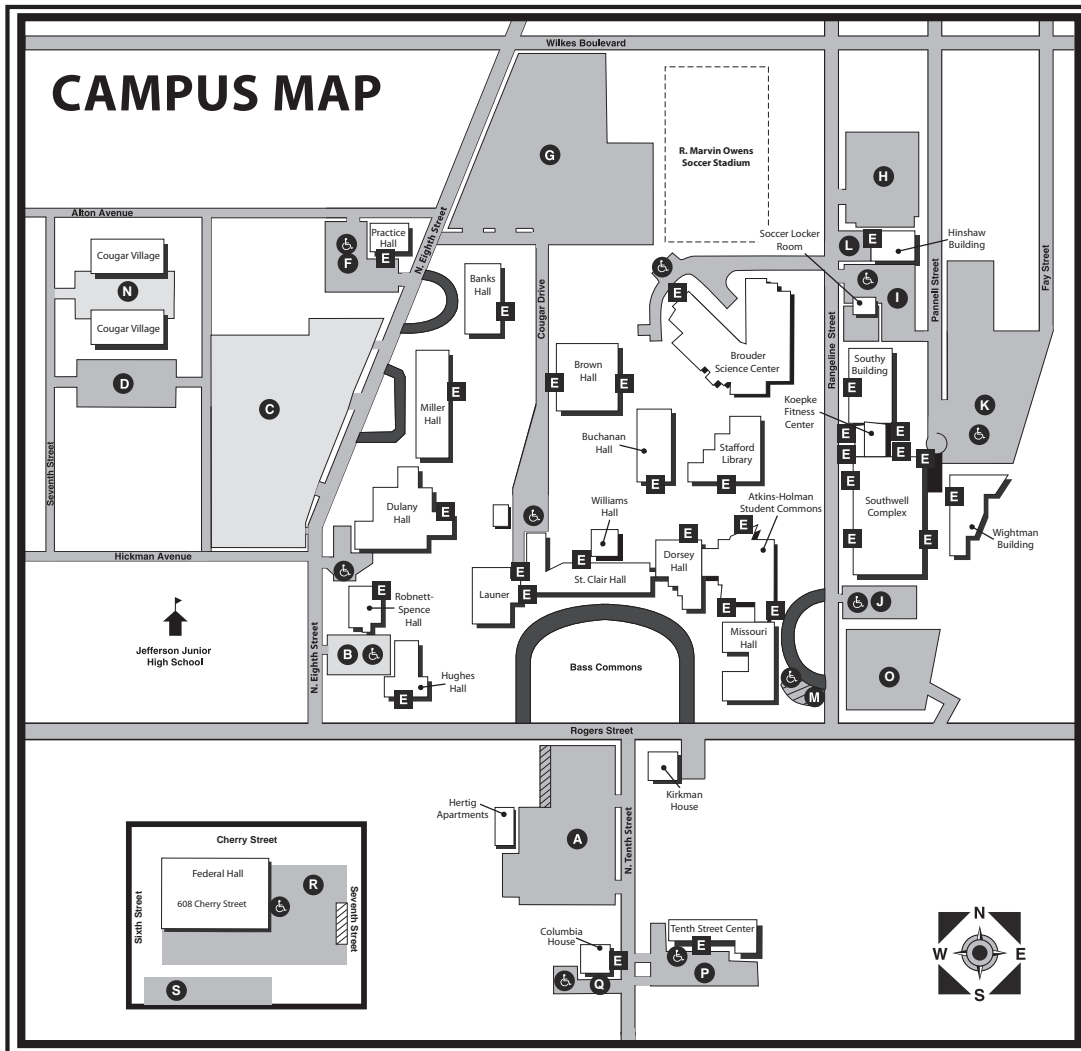 Wilkes Boulevard
CAMPUS MAP
G
R. Marvin Owens
Soccer Stadium
H
Alton Avenue
Practice
Hall
E
F
N. Eighth Street
Cougar Village
N
Cougar Village
D
C
Seventh Street
Banks
Hall
E
Cougar Drive
Soccer Locker
Room
L
E
Hinshaw
Building
I
Pannell Street
Fay Street
Rangeline Street
E
Brouder
Science Center
Brown
Hall
E
E
Miller
Hall
E
Southy
Building
E
Koepke
Fitness
Center
E
E
E
E
E
K
Buchanan
Hall
E
Stafford
Library
E
Atkins-Holman
Student Commons
E
E
E
Southwell
Complex
E
E
E
E
Wightman
Building
Dulany
Hall
E
Williams
Hall
E
St. Clair Hall
Dorsey
Hall
E
E
Launer
E
Hickman Avenue
Robnett-
Spence
Hall
E
Jefferson Junior
High School
N. Eighth Street
B
Hughes
Hall
E
Bass Commons
Missouri
Hall
M
J
O
Rogers Street
Hertig
Apartments
A
N. Tenth Street
Kirkman
House
Cherry Street
Federal Hall
608 Cherry Street
R
Sixth Street
Seventh Street
S
Columbia
House
E
Q
Tenth Street Center
E
P
N
W
E
S